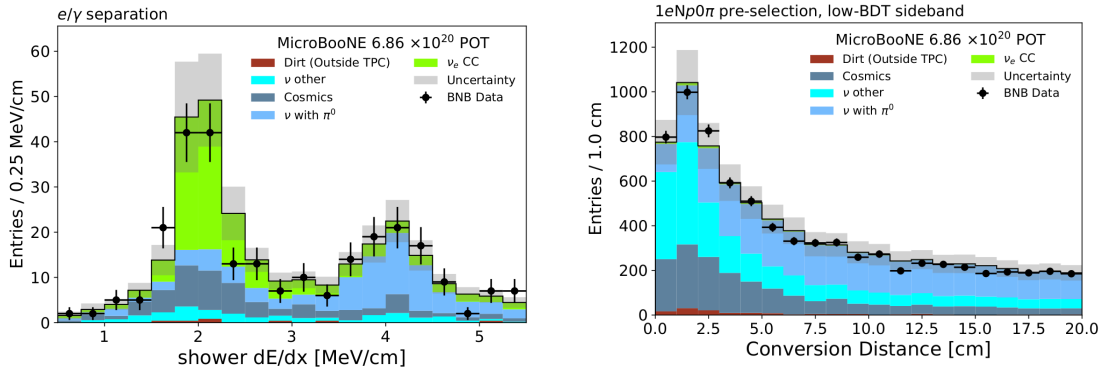 e/γ separation
MicroBooNE 6.86 ×10²⁰ POT
Dirt (Outside TPC)
ν other
Cosmics
ν with π⁰
νₑ CC
Uncertainty
BNB Data
60
50
40
30
20
10
0
Entries / 0.25 MeV/cm
1 2 3 4 5
shower dE/dx [MeV/cm]
1eNp0π pre-selection, low-BDT sideband
MicroBooNE 6.86 ×10²⁰ POT
Dirt (Outside TPC)
Cosmics
ν other
ν with π⁰
νₑ CC
Uncertainty
BNB Data
1200
1000
800
600
400
200
0
Entries / 1.0 cm
0.0 2.5 5.0 7.5 10.0 12.5 15.0 17.5 20.0
Conversion Distance [cm]